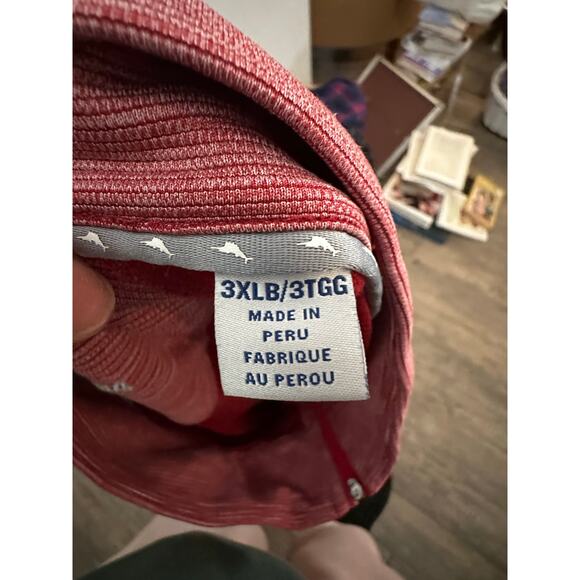 3XLB/3TGG
MADE IN
PERU
FABRIQUE
AU PEROU